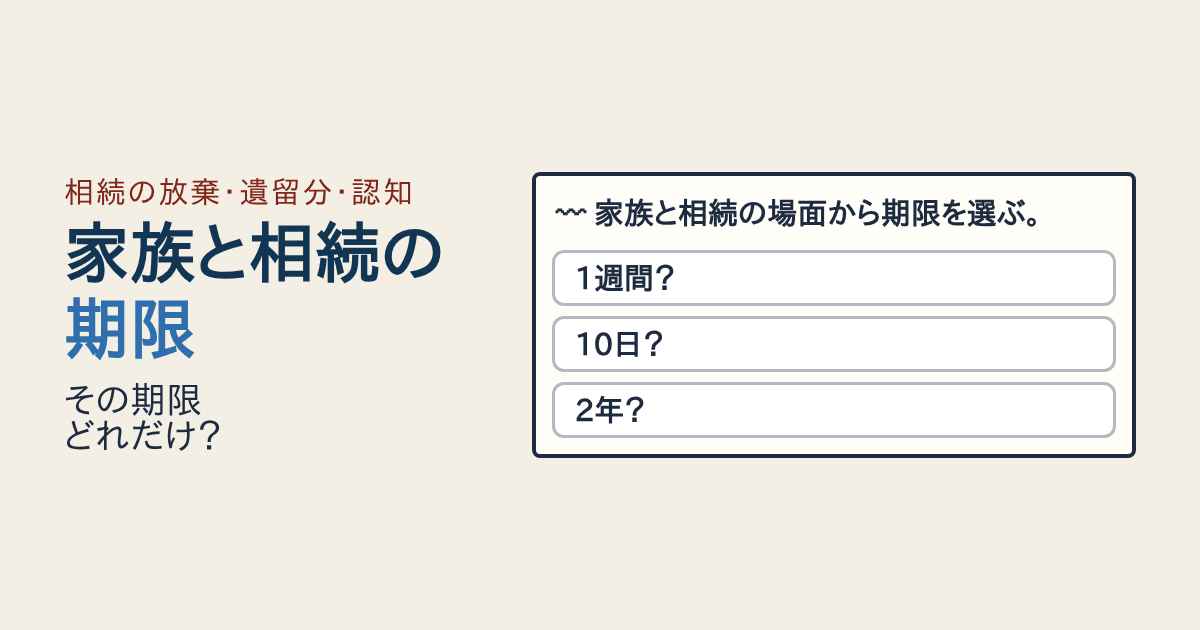 相続の放棄·遺留分·認知
家族と相続の
期限
その期限
どれだけ?
〰 家族と相続の場面から期限を選ぶ。
1週間?
10日?
2年?